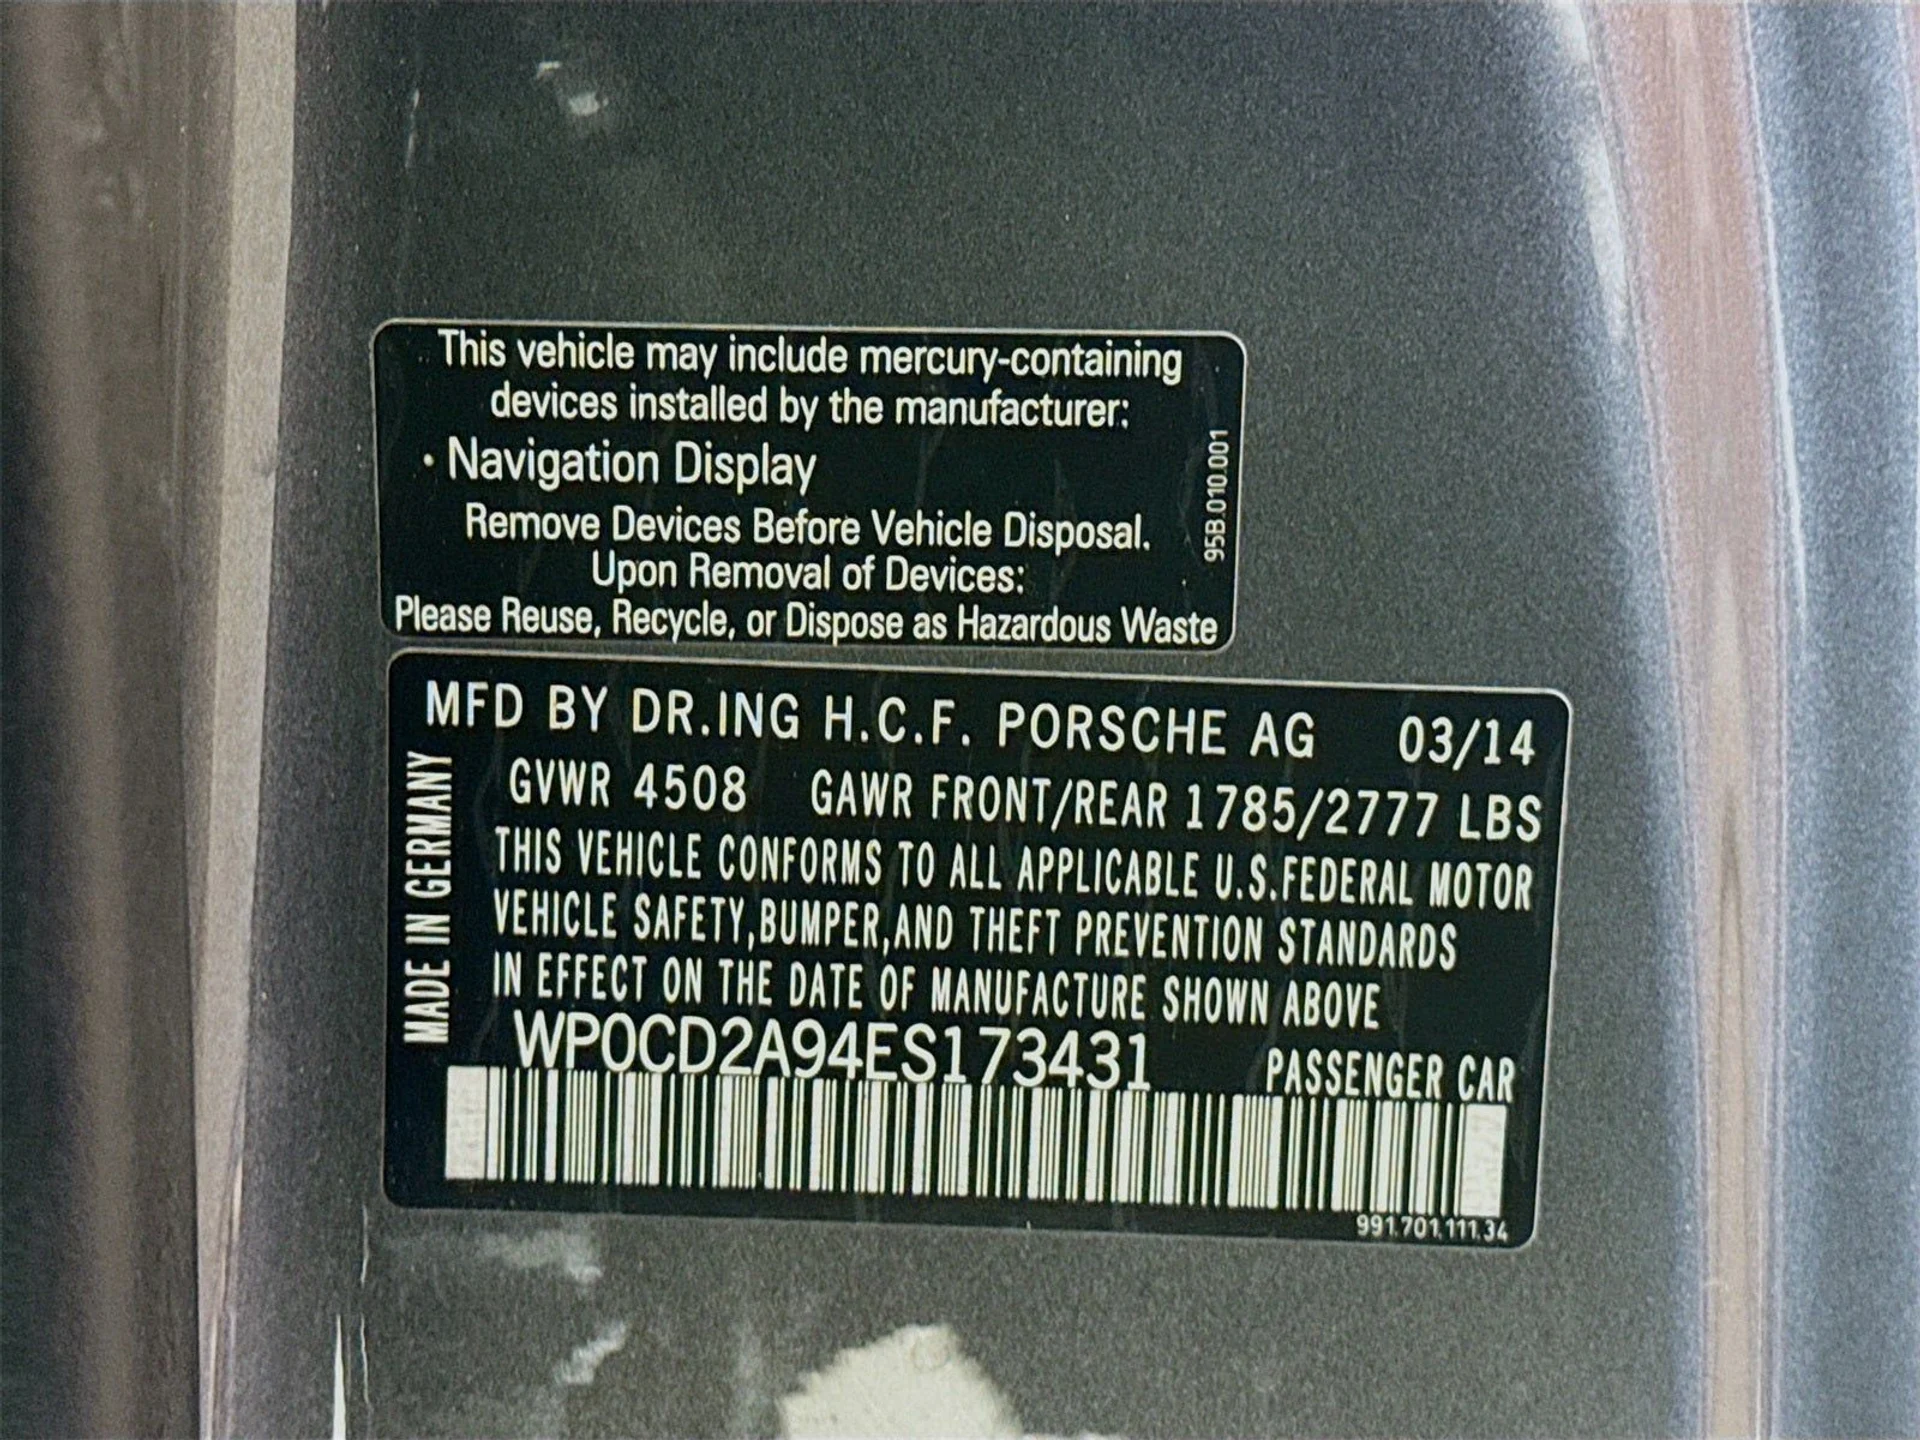 This vehicle may include mercury-containing
devices installed by the manufacturer:
• Navigation Display
Remove Devices Before Vehicle Disposal.
Upon Removal of Devices:
Please Reuse, Recycle, or Dispose as Hazardous Waste
95B.010.001
MFD BY DR.ING H.C.F. PORSCHE AG 03/14
GVWR 4508 GAWR FRONT/REAR 1785/2777 LBS
THIS VEHICLE CONFORMS TO ALL APPLICABLE U.S.FEDERAL MOTOR
VEHICLE SAFETY,BUMPER,AND THEFT PREVENTION STANDARDS
IN EFFECT ON THE DATE OF MANUFACTURE SHOWN ABOVE
WP0CD2A94ES173431 PASSENGER CAR
MADE IN GERMANY
991.701.111.34